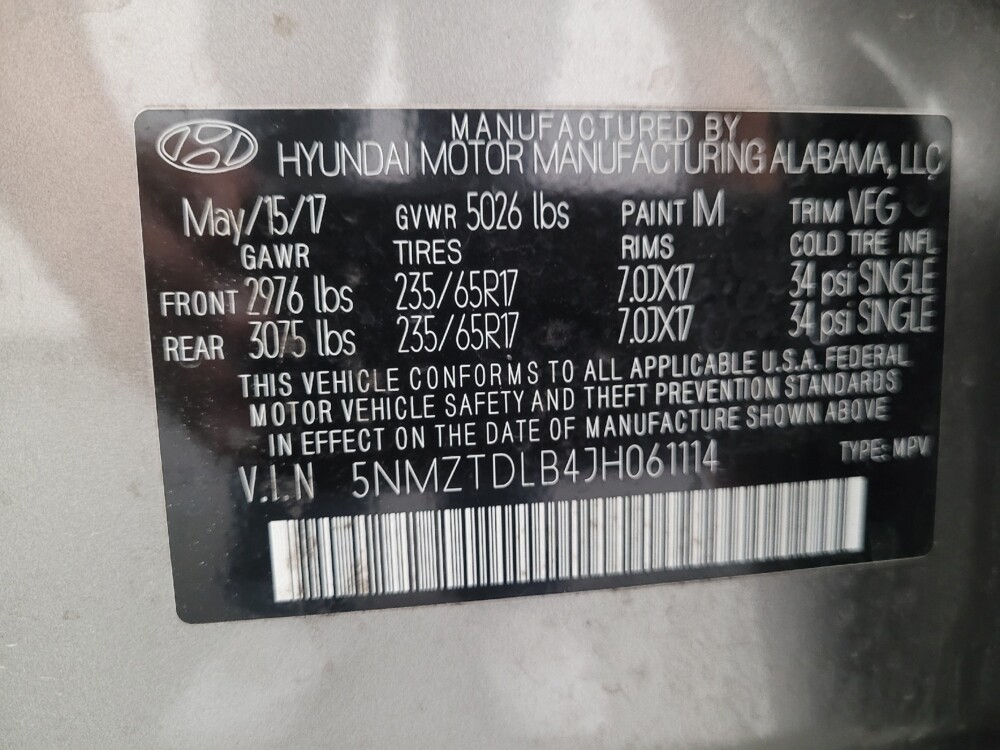 MANUFACTURED BY
HYUNDAI MOTOR MANUFACTURING ALABAMA, LLC
May/15/17 GVWR 5026 lbs PAINT IM TRIM VFG
GAWR TIRES RIMS COLD TIRE INFL
FRONT 2976 lbs 235/65R17 7.0JX17 34 psi SINGLE
REAR 3075 lbs 235/65R17 7.0JX17 34 psi SINGLE
THIS VEHICLE CONFORMS TO ALL APPLICABLE U.S.A. FEDERAL
MOTOR VEHICLE SAFETY AND THEFT PREVENTION STANDARDS
IN EFFECT ON THE DATE OF MANUFACTURE SHOWN ABOVE
V.I.N 5NMZTDLB4JH061114 TYPE: MPV